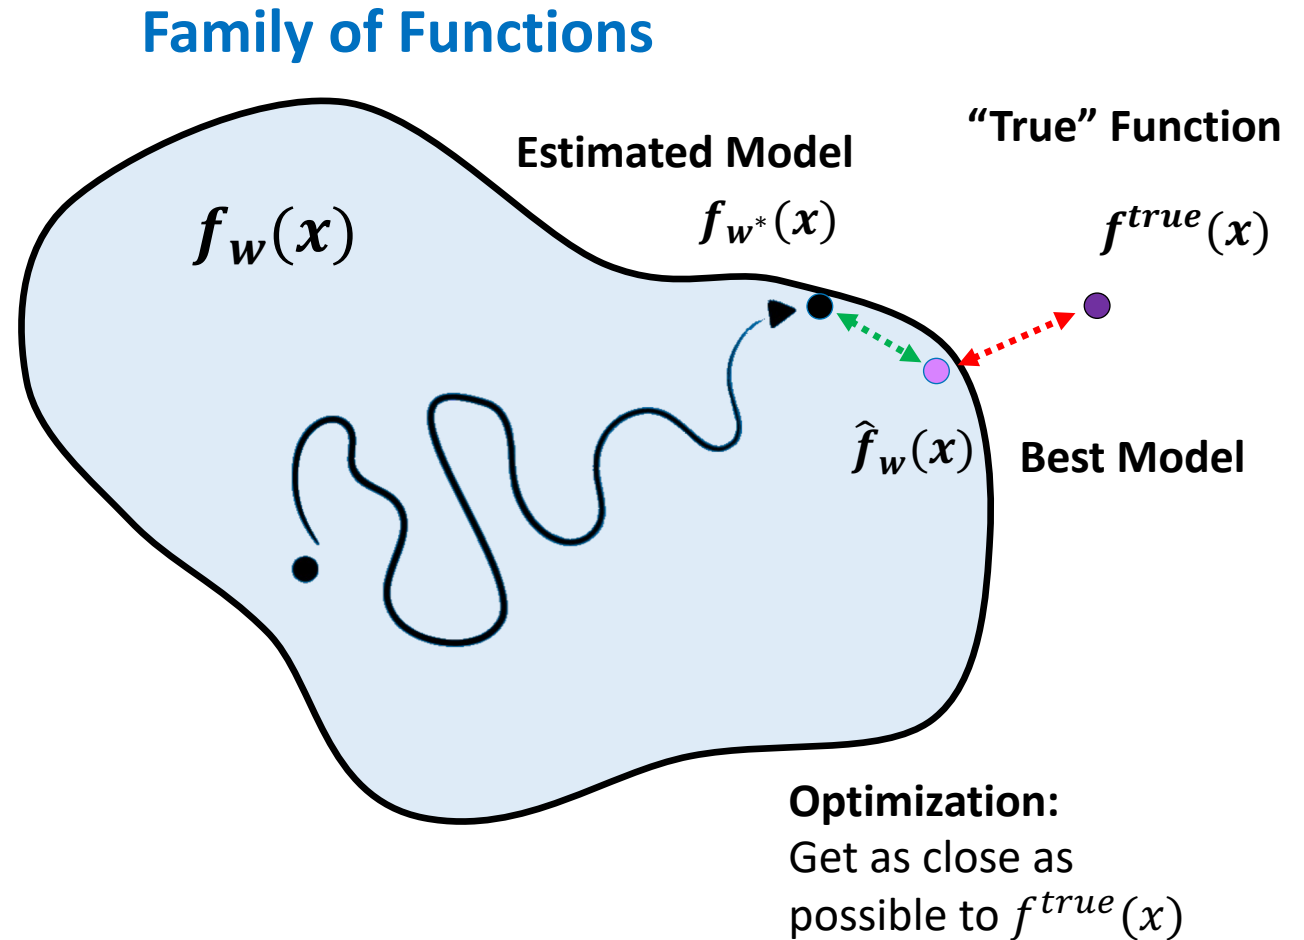 Family of Functions
“True” Function
Estimated Model
f_w(x)
f_{w*}(x)
f^{true}(x)
f̂_w(x)
Best Model
Optimization:
Get as close as
possible to f^{true}(x)